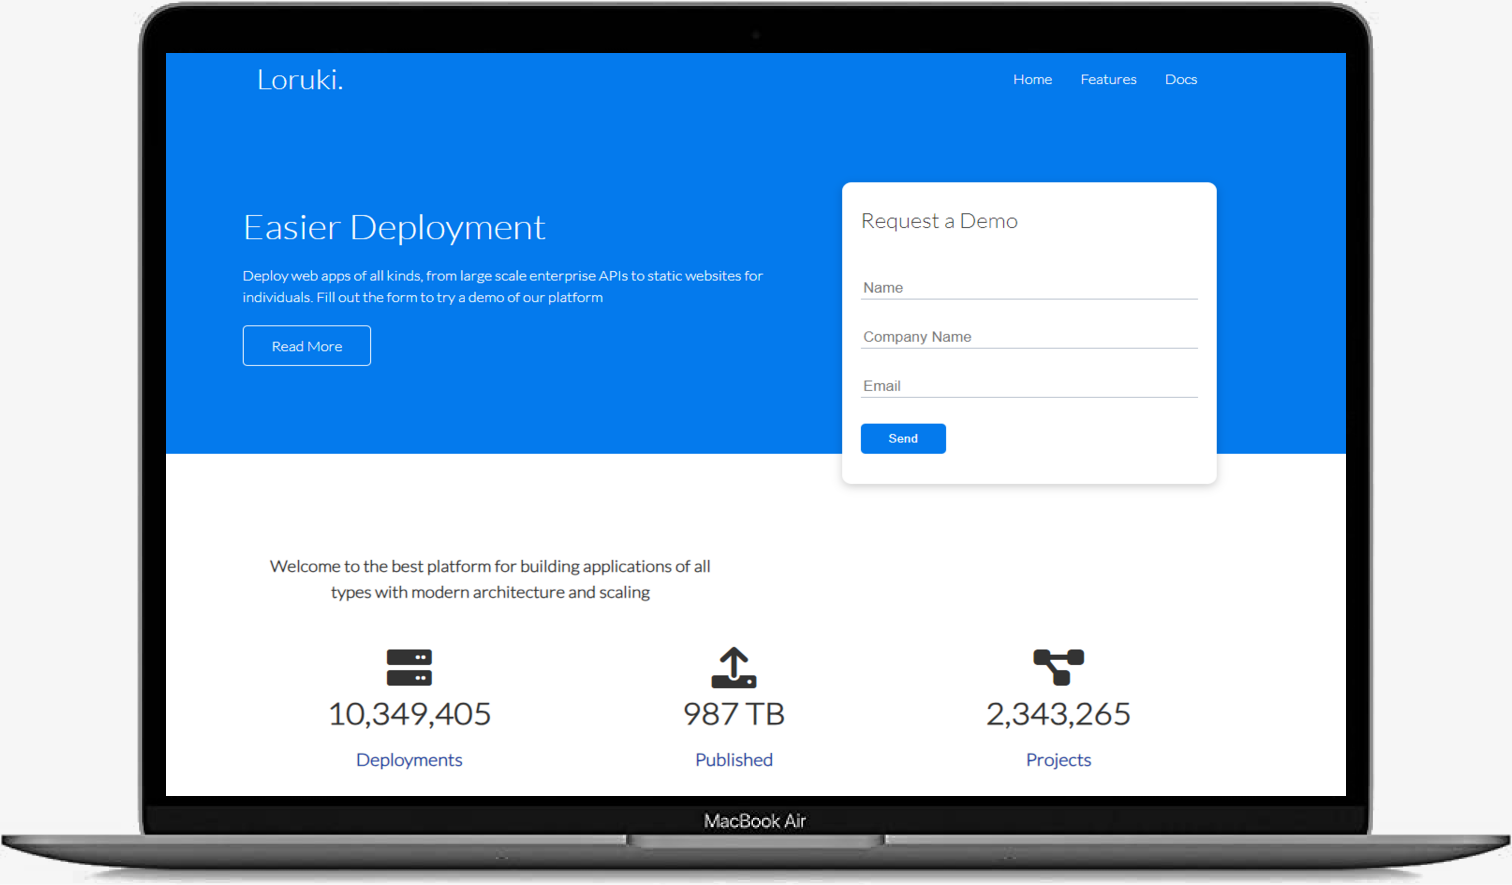 Loruki.
Home Features Docs
Easier Deployment
Deploy web apps of all kinds, from large scale enterprise APIs to static websites for
individuals. Fill out the form to try a demo of our platform
Read More
Request a Demo
Name
Company Name
Email
Send
Welcome to the best platform for building applications of all
types with modern architecture and scaling
10,349,405
Deployments
987 TB
Published
2,343,265
Projects
MacBook Air